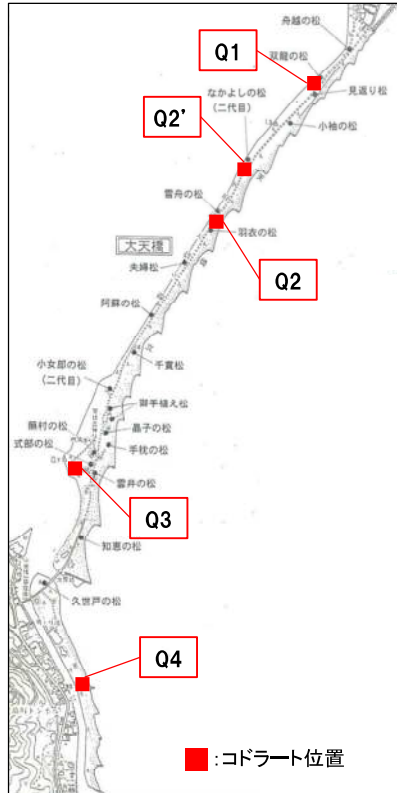 舟越の松
双龍の松
Q1
見返り松
なかよしの松
(二代目)
Q2'
小袖の松
雪舟の松
大天橋
羽衣の松
夫婦松
Q2
阿蘇の松
千貫松
小女郎の松
(二代目)
御手植え松
晶子の松
式部の松
手枕の松
雲井の松
Q3
知恵の松
久世戸の松
Q4
:コドラート位置